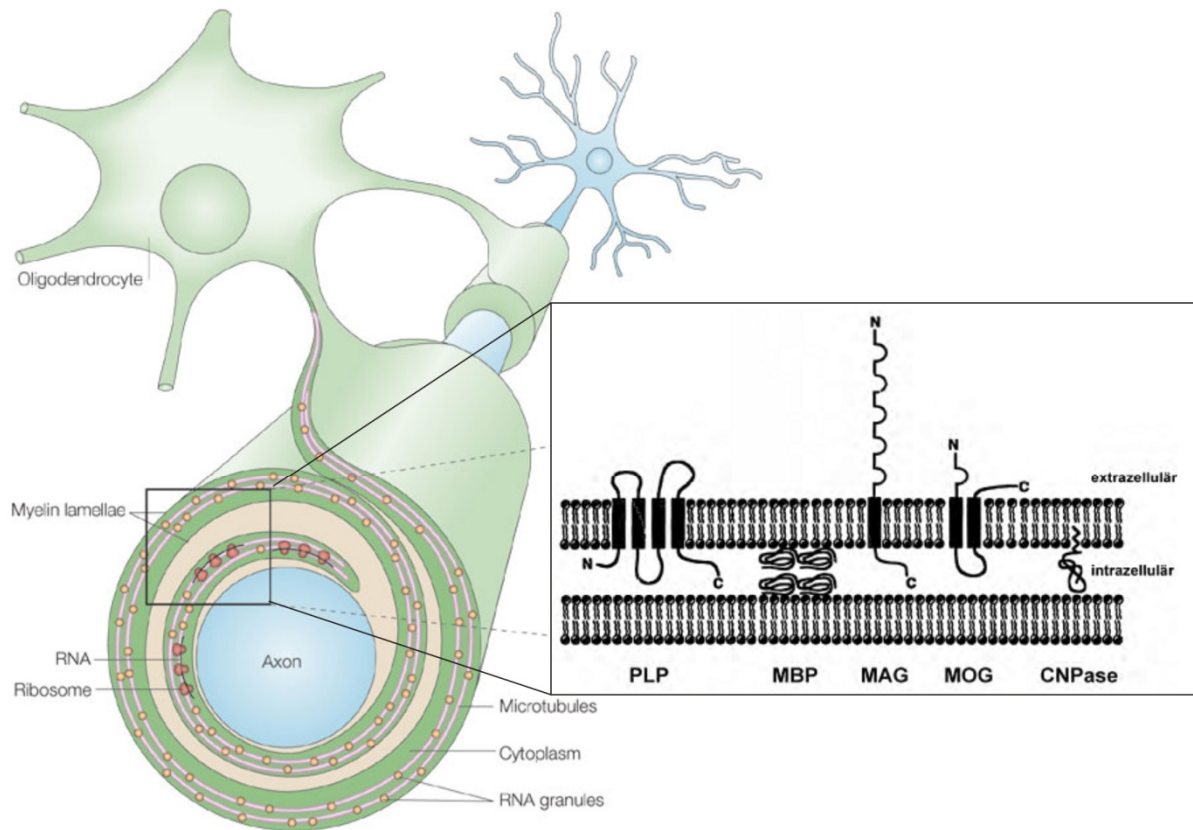 Oligodendrocyte
Myelin lamellae
RNA
Ribosome
Axon
Microtubules
Cytoplasm
RNA granules
N
N
extrazellulär
C
N
intrazellulär
C
C
PLP MBP MAG MOG CNPase